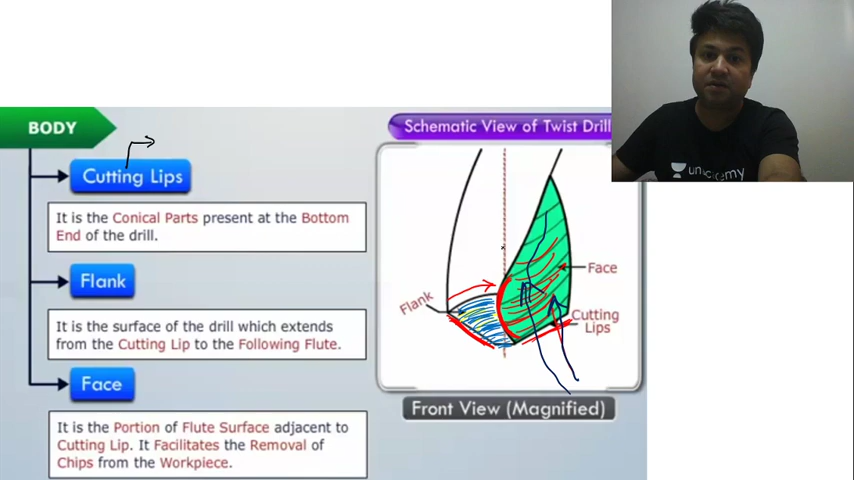 BODY
Schematic View of Twist Drill
Cutting Lips
It is the Conical Parts present at the Bottom
End of the drill.
Flank
It is the surface of the drill which extends
from the Cutting Lip to the Following Flute.
Face
It is the Portion of Flute Surface adjacent to
Cutting Lip. It Facilitates the Removal of
Chips from the Workpiece.
Flank
Face
Cutting
Lips
Front View (Magnified)
unacademy